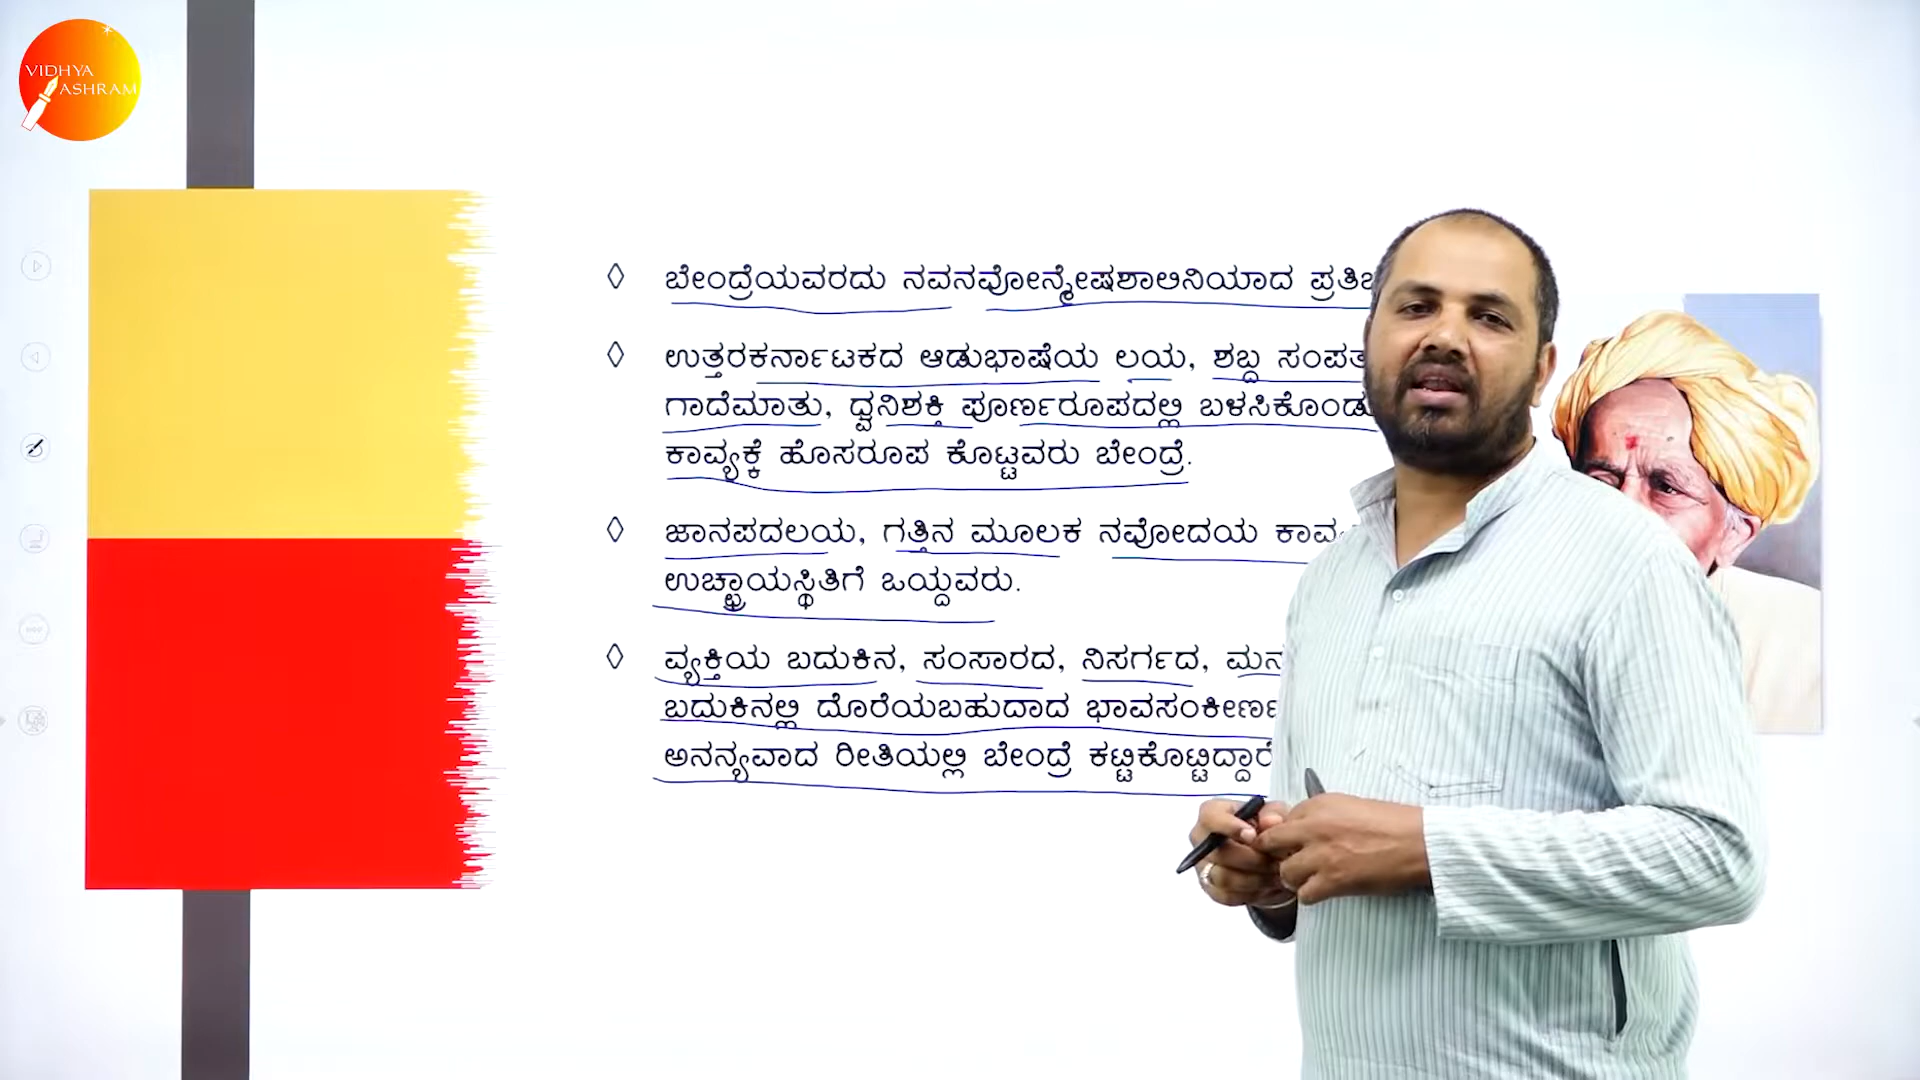 VIDHYA
ASHRAM
ಬೇಂದ್ರೆಯವರದು ನವನವೋನ್ಮೇಷಶಾಲಿನಿಯಾದ
ಉತ್ತರಕರ್ನಾಟಕದ ಆಡುಭಾಷೆಯ ಲಯ, ಶಬ್ದ
ಗಾದೆಮಾತು, ಧ್ವನಿಶಕ್ತಿ ಪೂರ್ಣರೂಪದಲ್ಲಿ ಬಳಸಿಕೊಂಡು
ಕಾವ್ಯಕ್ಕೆ ಹೊಸರೂಪ ಕೊಟ್ಟವರು ಬೇಂದ್ರೆ.
ಜಾನಪದಲಯ, ಗತ್ತಿನ ಮೂಲಕ ನವೋದಯ
ಉಚ್ಛ್ರಾಯಸ್ಥಿತಿಗೆ ಒಯ್ದವರು.
ವ್ಯಕ್ತಿಯ ಬದುಕಿನ, ಸಂಸಾರದ, ನಿಸರ್ಗದ,
ಬದುಕಿನಲ್ಲಿ ದೊರೆಯಬಹುದಾದ
ಅನನ್ಯವಾದ ರೀತಿಯಲ್ಲಿ ಬೇಂದ್ರೆ ಕಟ್ಟಿಕೊಟ್ಟಿದ್ದಾರೆ